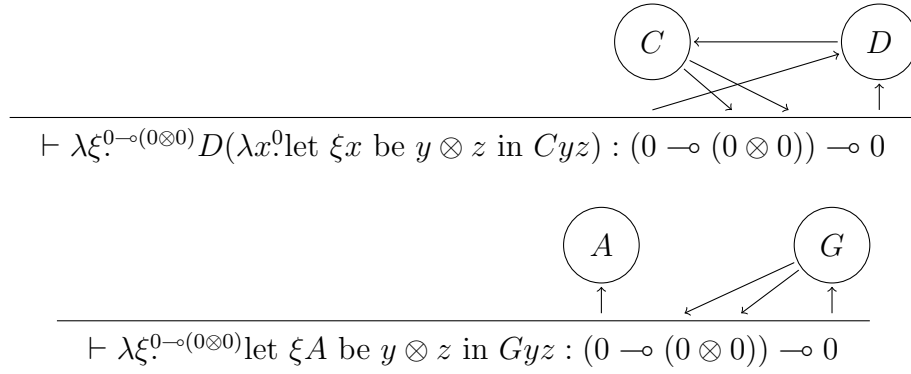 C D
⊢ λξ.^{0⊸(0⊗0)} D(λx.^{0} let ξx be y ⊗ z in Cyz) : (0 ⊸ (0 ⊗ 0)) ⊸ 0
A G
⊢ λξ.^{0⊸(0⊗0)} let ξA be y ⊗ z in Gyz : (0 ⊸ (0 ⊗ 0)) ⊸ 0